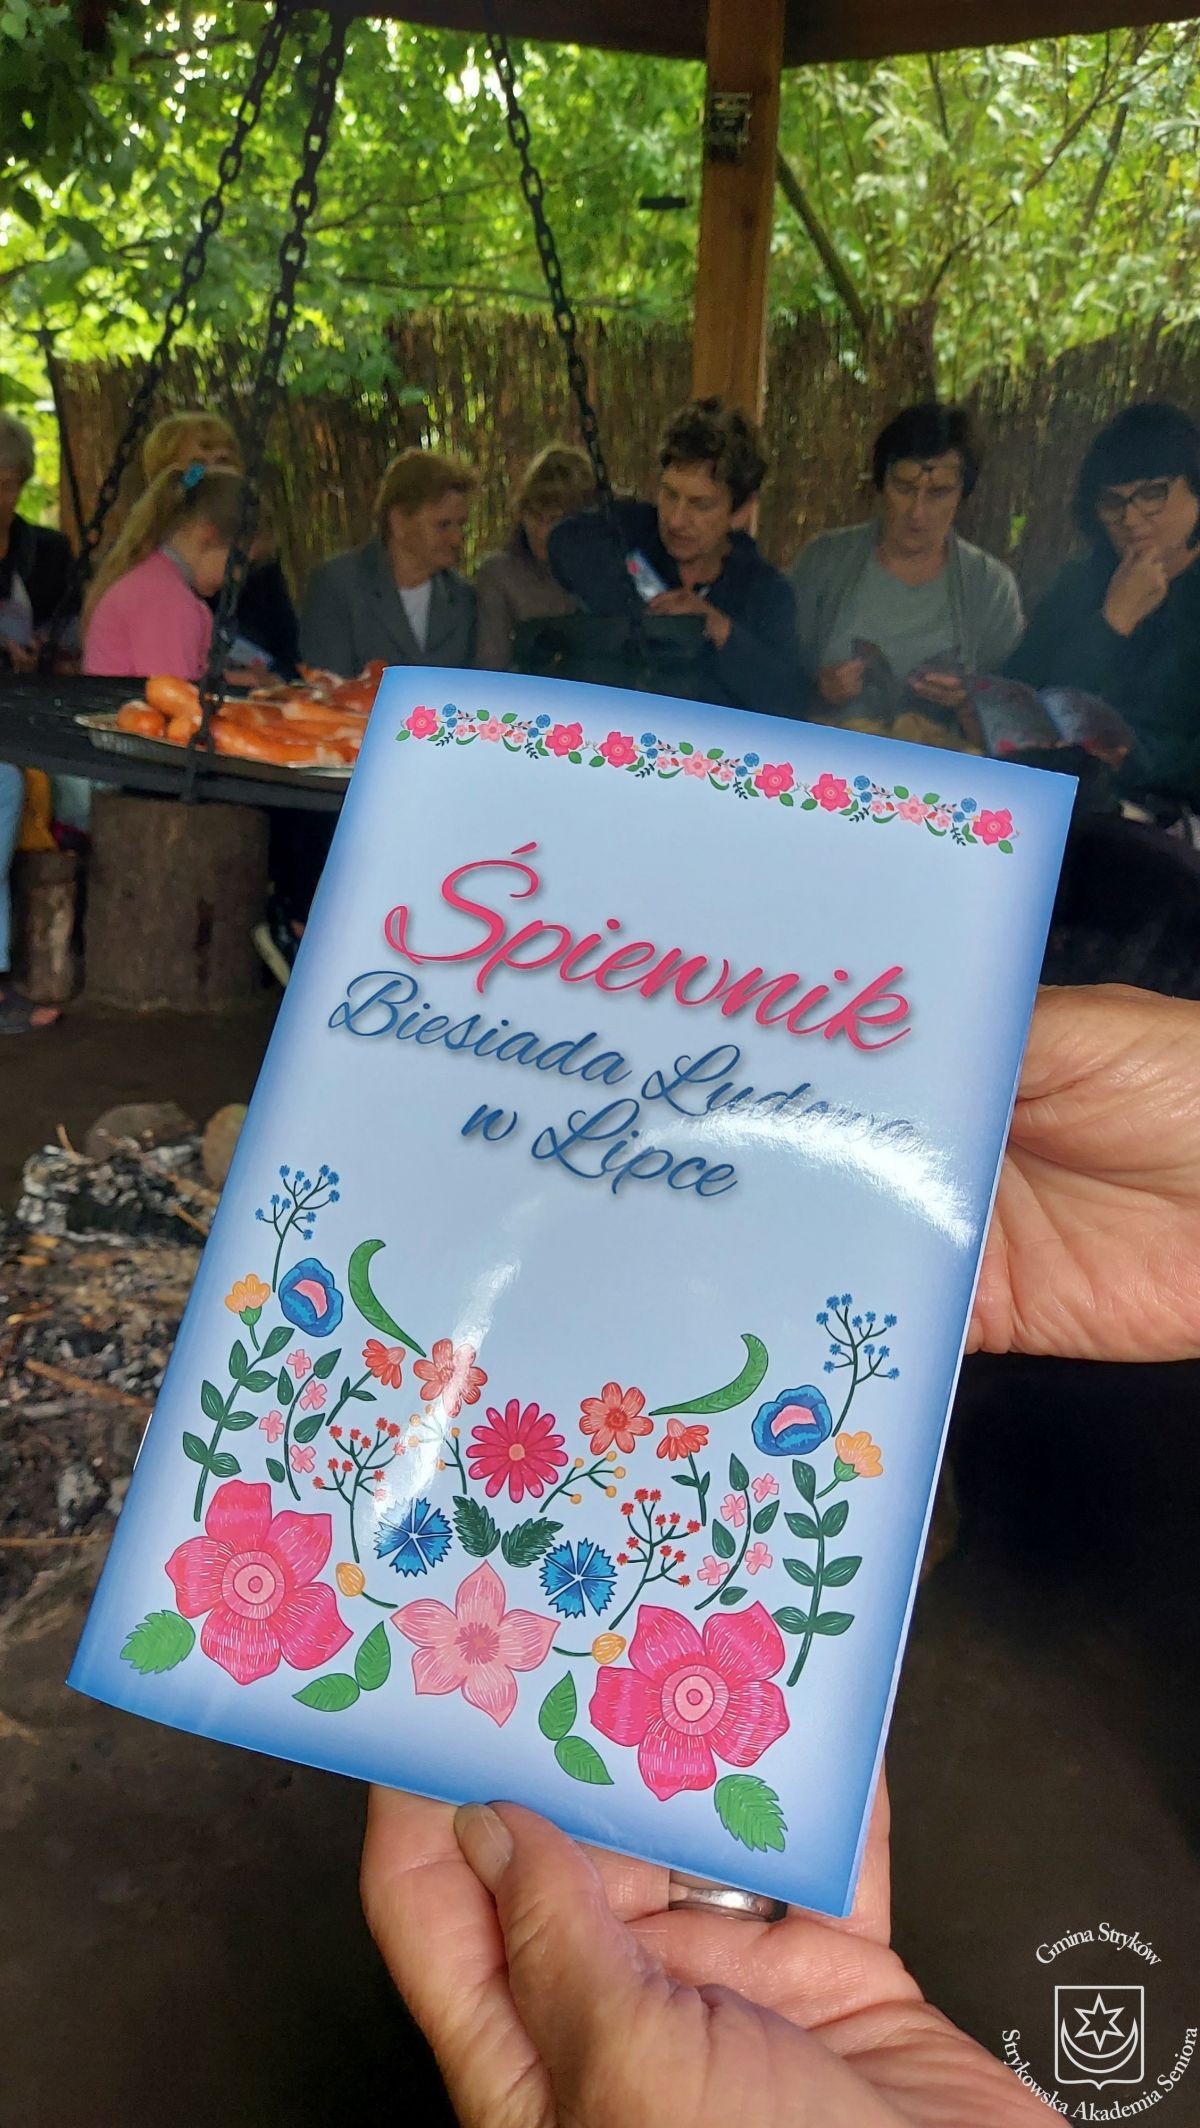 Śpiewnik
Biesiada Ludowa
w Lipce
Gmina Stryków
Strykowska Akademia Seniora